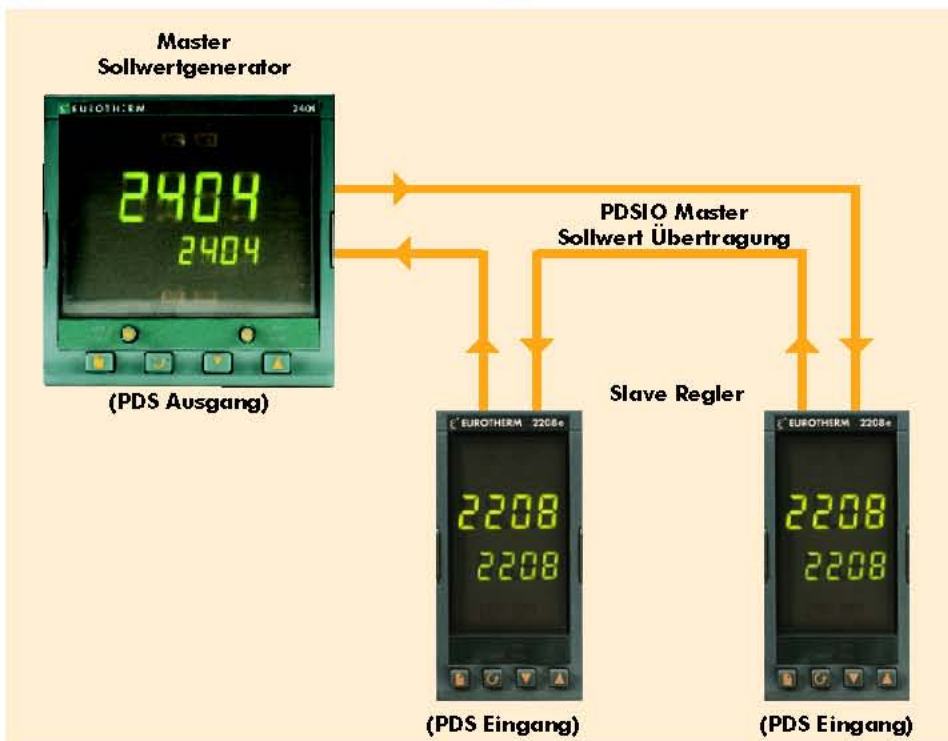 Master
Sollwertgenerator
EUROTHERM 2404
2404
2404
PDSIO Master
Sollwert Übertragung
(PDS Ausgang)
Slave Regler
EUROTHERM 2208e
2208
2208
(PDS Eingang)
EUROTHERM 2208e
2208
2208
(PDS Eingang)